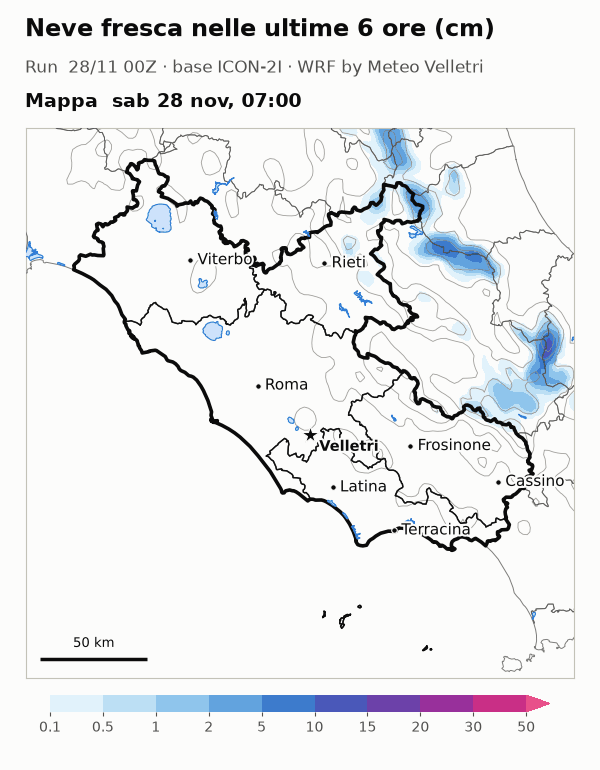 Neve fresca nelle ultime 6 ore (cm)
Run 28/11 00Z · base ICON-2I · WRF by Meteo Velletri
Mappa sab 28 nov, 07:00
Viterbo
Rieti
Roma
Velletri
Frosinone
Cassino
Latina
Terracina
50 km
0.1 0.5 1 2 5 10 15 20 30 50